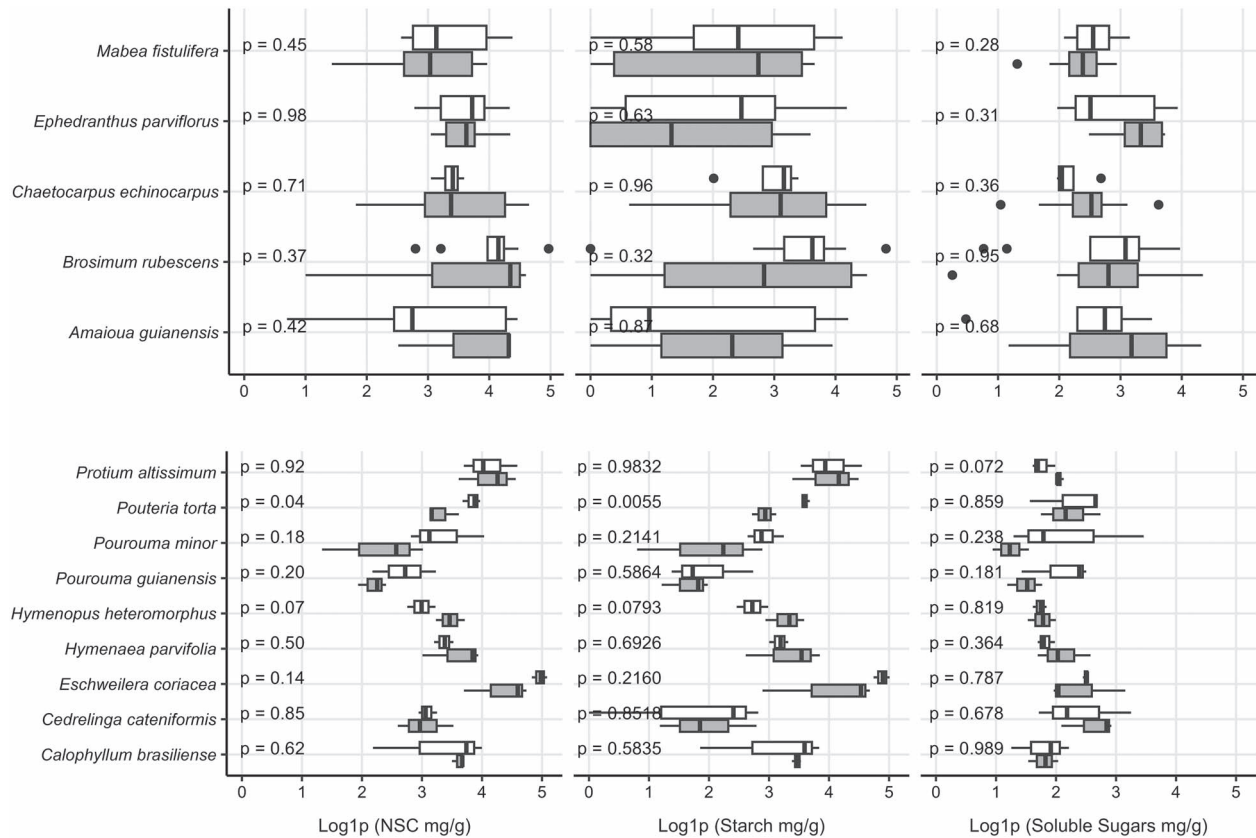 Mabea fistulifera p = 0.45 p = 0.58 p = 0.28
Ephedranthus parviflorus p = 0.98 p = 0.63 p = 0.31
Chaetocarpus echinocarpus p = 0.71 p = 0.96 p = 0.36
Brosimum rubescens p = 0.37 p = 0.32 p = 0.95
Amaioua guianensis p = 0.42 p = 0.87 p = 0.68
0 1 2 3 4 5 0 1 2 3 4 5 0 1 2 3 4 5
Protium altissimum p = 0.92 p = 0.9832 p = 0.072
Pouteria torta p = 0.04 p = 0.0055 p = 0.859
Pourouma minor p = 0.18 p = 0.2141 p = 0.238
Pourouma guianensis p = 0.20 p = 0.5864 p = 0.181
Hymenopus heteromorphus p = 0.07 p = 0.0793 p = 0.819
Hymenaea parvifolia p = 0.50 p = 0.6926 p = 0.364
Eschweilera coriacea p = 0.14 p = 0.2160 p = 0.787
Cedrelinga cateniformis p = 0.85 p = 0.8518 p = 0.678
Calophyllum brasiliense p = 0.62 p = 0.5835 p = 0.989
0 1 2 3 4 5 0 1 2 3 4 5 0 1 2 3 4 5
Log1p (NSC mg/g) Log1p (Starch mg/g) Log1p (Soluble Sugars mg/g)